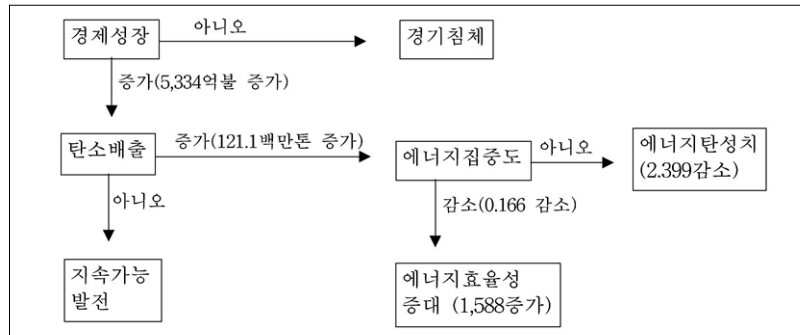 경제성장
아니오
경기침체
증가(5,334억불 증가)
탄소배출
증가(121.1백만톤 증가)
에너지집중도
아니오
에너지탄성치
(2.399감소)
아니오
감소(0.166 감소)
지속가능
발전
에너지효율성
증대 (1,588증가)